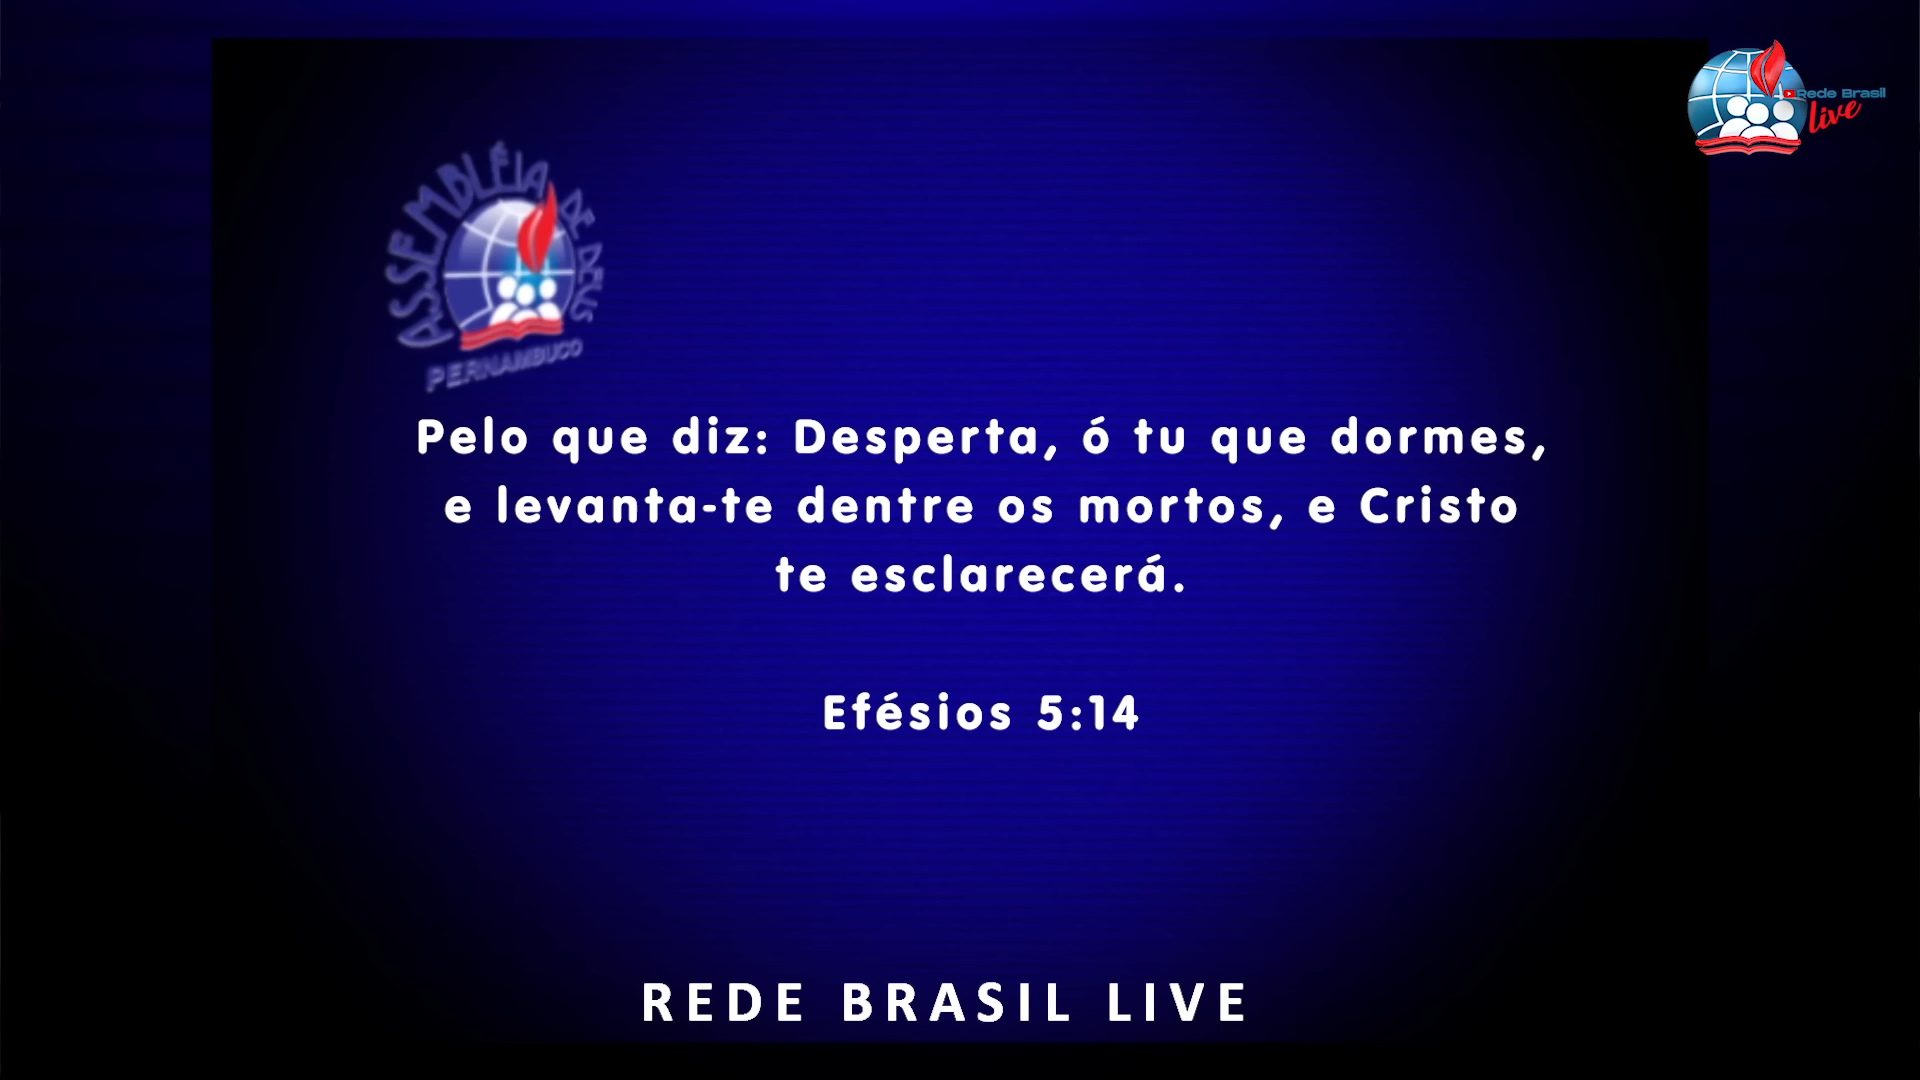 Rede Brasil
live
ASSEMBLÉIA DE DEUS
PERNAMBUCO
Pelo que diz: Desperta, ó tu que dormes,
e levanta-te dentre os mortos, e Cristo
te esclarecerá.
Efésios 5:14
REDE BRASIL LIVE